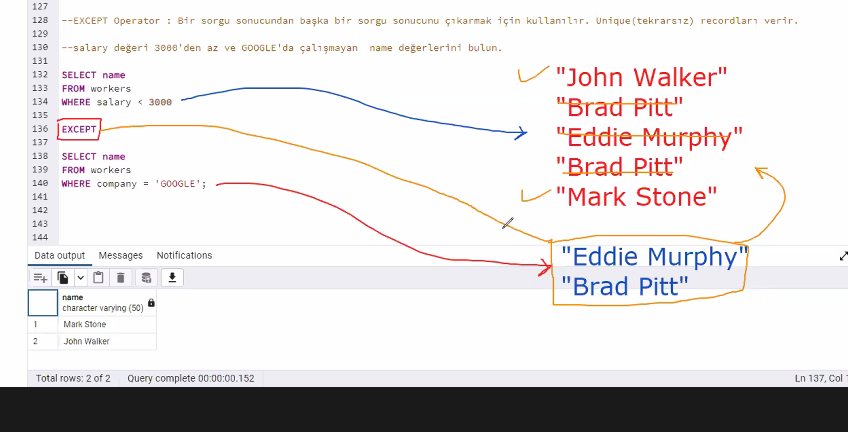 127
128 --EXCEPT Operator : Bir sorgu sonucundan başka bir sorgu sonucunu çıkarmak için kullanılır. Unique(tekrarsız) recordları verir.
129
130 --salary değeri 3000'den az ve GOOGLE'da çalışmayan name değerlerini bulun.
131
132 SELECT name
133 FROM workers
134 WHERE salary < 3000
135
136 EXCEPT
137
138 SELECT name
139 FROM workers
140 WHERE company = 'GOOGLE';
141
142
143
144
"John Walker"
"Brad Pitt"
"Eddie Murphy"
"Brad Pitt"
"Mark Stone"
"Eddie Murphy"
"Brad Pitt"
Data output Messages Notifications
name
character varying (50)
1 Mark Stone
2 John Walker
Total rows: 2 of 2 Query complete 00:00:00.152 Ln 137, Col 1